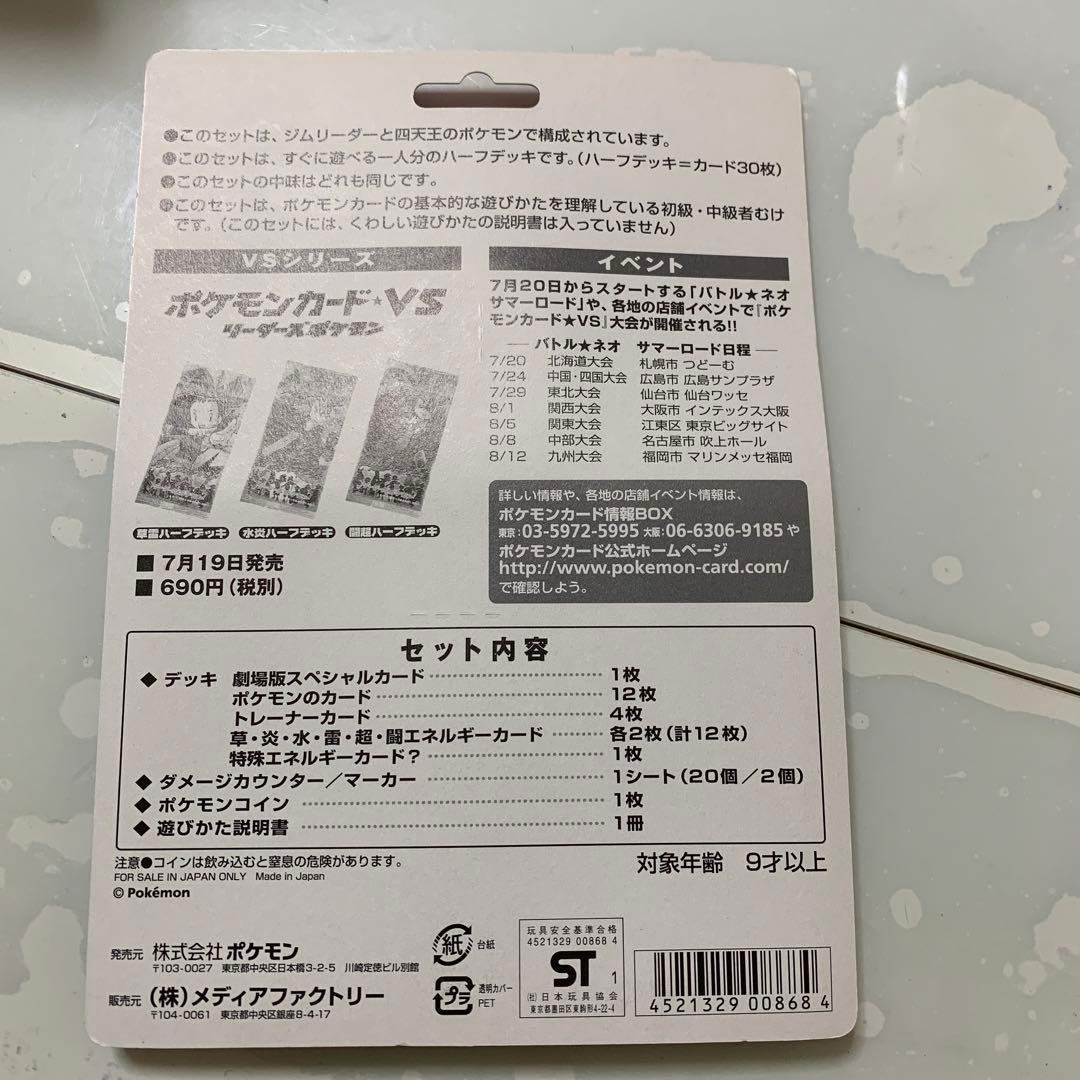 ●このセットは、ジムリーダーと四天王のポケモンで構成されています。
●このセットは、すぐに遊べる一人分のハーフデッキです。(ハーフデッキ=カード30枚)
●このセットの中味はどれも同じです。
●このセットは、ポケモンカードの基本的な遊びかたを理解している初級・中級者むけ
です。(このセットには、くわしい遊びかたの説明書は入っていません)
VSシリーズ
ポケモンカード★VS
リーダーズポケモン
草雷ハーフデッキ 水炎ハーフデッキ 闘超ハーフデッキ
■ 7月19日発売
■ 690円(税別)
イベント
7月20日からスタートする「バトル★ネオ
サマーロード」や、各地の店舗イベントで『ポケ
モンカード★VS』大会が開催される!!
バトル★ネオ サマーロード日程
7/20 北海道大会 札幌市 つどーむ
7/24 中国・四国大会 広島市 広島サンプラザ
7/29 東北大会 仙台市 仙台ワッセ
8/1 関西大会 大阪市 インテックス大阪
8/5 関東大会 江東区 東京ビッグサイト
8/8 中部大会 名古屋市 吹上ホール
8/12 九州大会 福岡市 マリンメッセ福岡
詳しい情報や、各地の店舗イベント情報は、
ポケモンカード情報BOX
東京:03-5972-5995 大阪:06-6306-9185 や
ポケモンカード公式ホームページ
http://www.pokemon-card.com/
で確認しよう。
セット内容
◆ デッキ 劇場版スペシャルカード 1枚
ポケモンのカード 12枚
トレーナーカード 4枚
草・炎・水・雷・超・闘エネルギーカード 各2枚(計12枚)
特殊エネルギーカード? 1枚
◆ ダメージカウンター/マーカー 1シート(20個/2個)
◆ ポケモンコイン 1枚
◆ 遊びかた説明書 1冊
注意●コインは飲み込むと窒息の危険があります。
FOR SALE IN JAPAN ONLY Made in Japan
© Pokémon
対象年齢 9才以上
発売元 株式会社 ポケモン
〒103-0027 東京都中央区日本橋3-2-5 川崎定徳ビル別館
販売元 (株)メディアファクトリー
〒104-0061 東京都中央区銀座8-4-17
紙 台紙
プラ 透明カバー
PET
玩具安全基準合格
4521329 00868 4
ST 1
(社)日本玩具協会
東京都墨田区東駒形4-22-4
4521329 008684